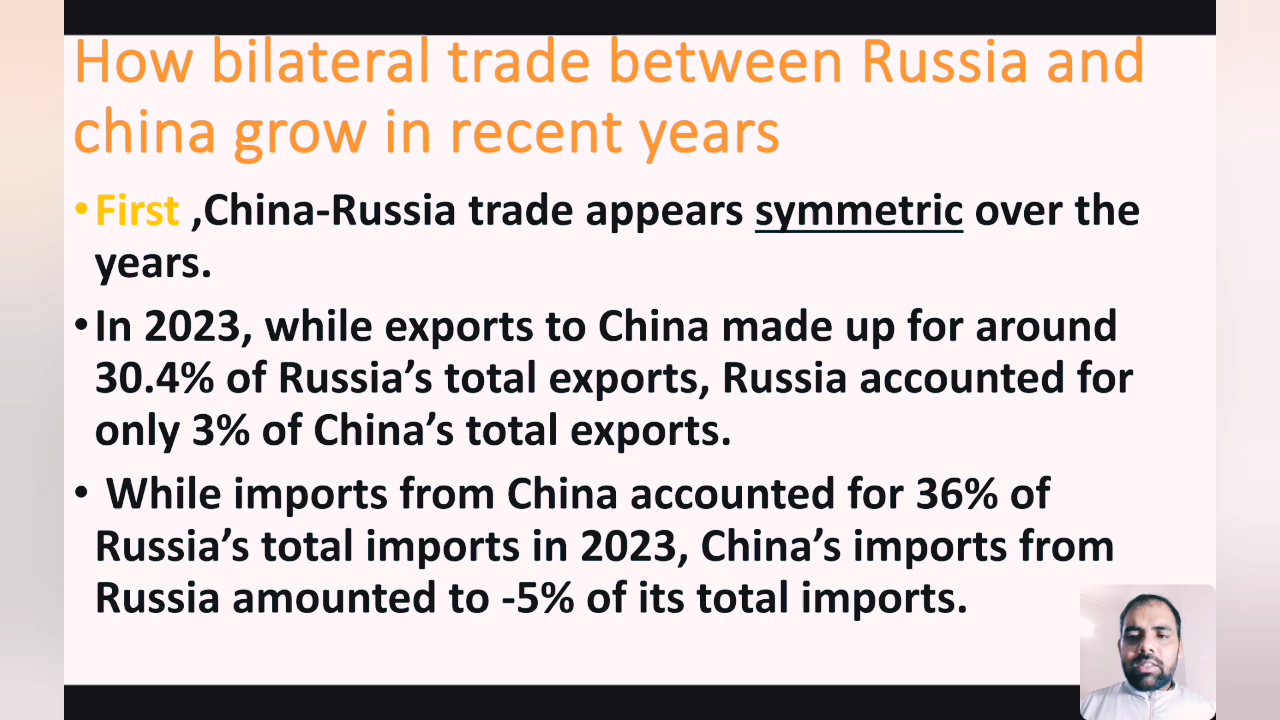 How bilateral trade between Russia and
china grow in recent years
•First ,China-Russia trade appears symmetric over the
years.
•In 2023, while exports to China made up for around
30.4% of Russia’s total exports, Russia accounted for
only 3% of China’s total exports.
• While imports from China accounted for 36% of
Russia’s total imports in 2023, China’s imports from
Russia amounted to -5% of its total imports.